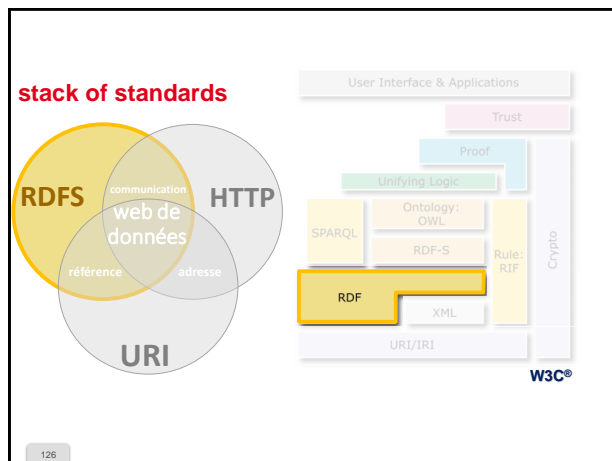 stack of standards
RDFS
HTTP
communication
web de
données
référence
adresse
URI
User Interface & Applications
Trust
Proof
Unifying Logic
Ontology:
OWL
SPARQL
RDF-S
Rule:
RIF
Crypto
RDF
XML
URI/IRI
W3C®
126